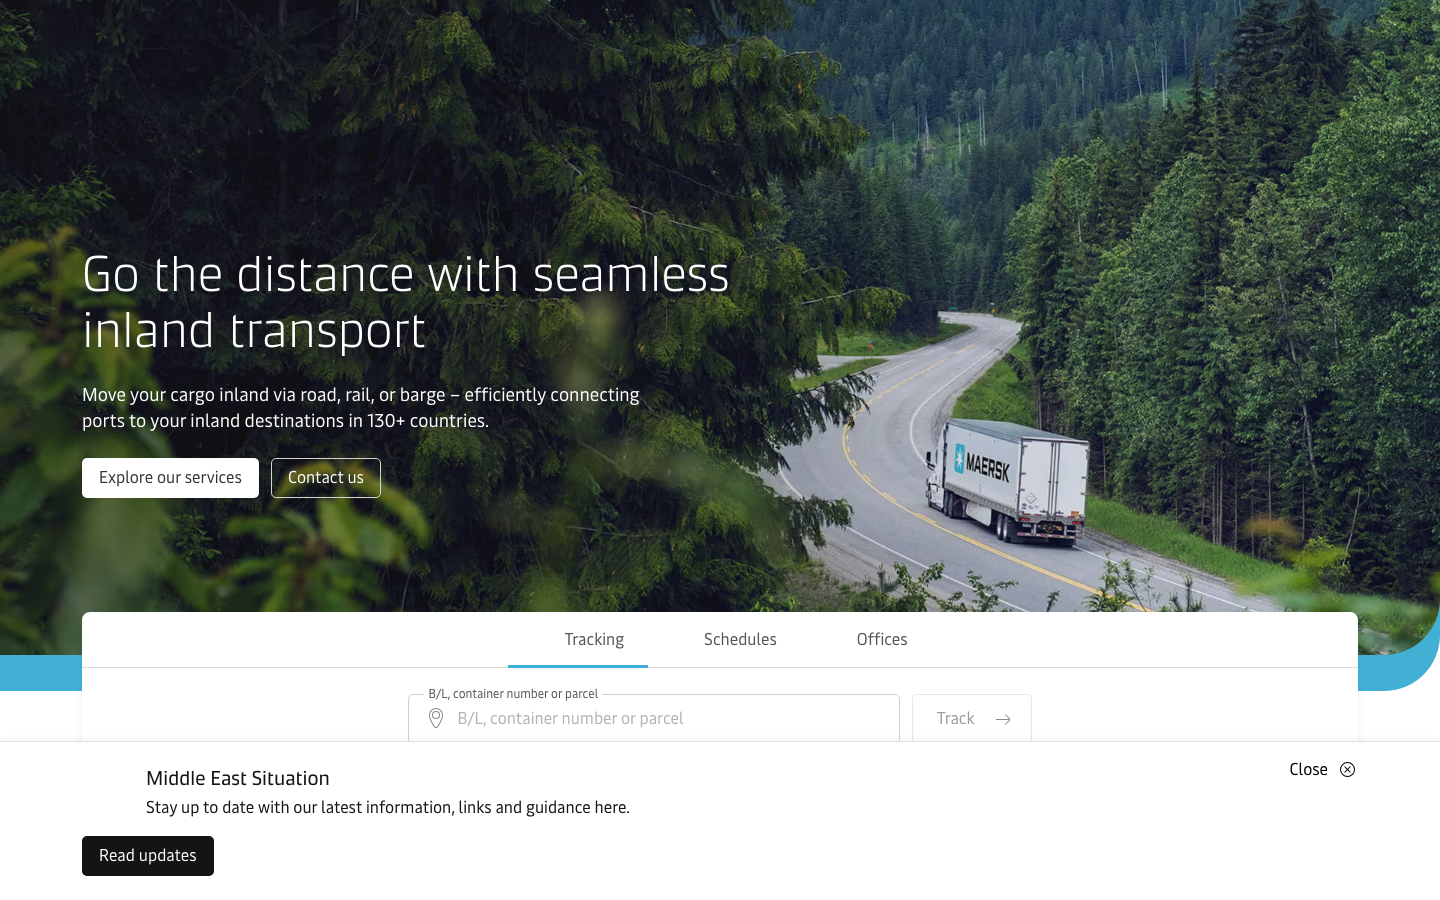 Go the distance with seamless
inland transport
Move your cargo inland via road, rail, or barge – efficiently connecting
ports to your inland destinations in 130+ countries.
Explore our services
Contact us
MAERSK
Tracking
Schedules
Offices
B/L, container number or parcel
B/L, container number or parcel
Track
Middle East Situation
Close
Stay up to date with our latest information, links and guidance here.
Read updates